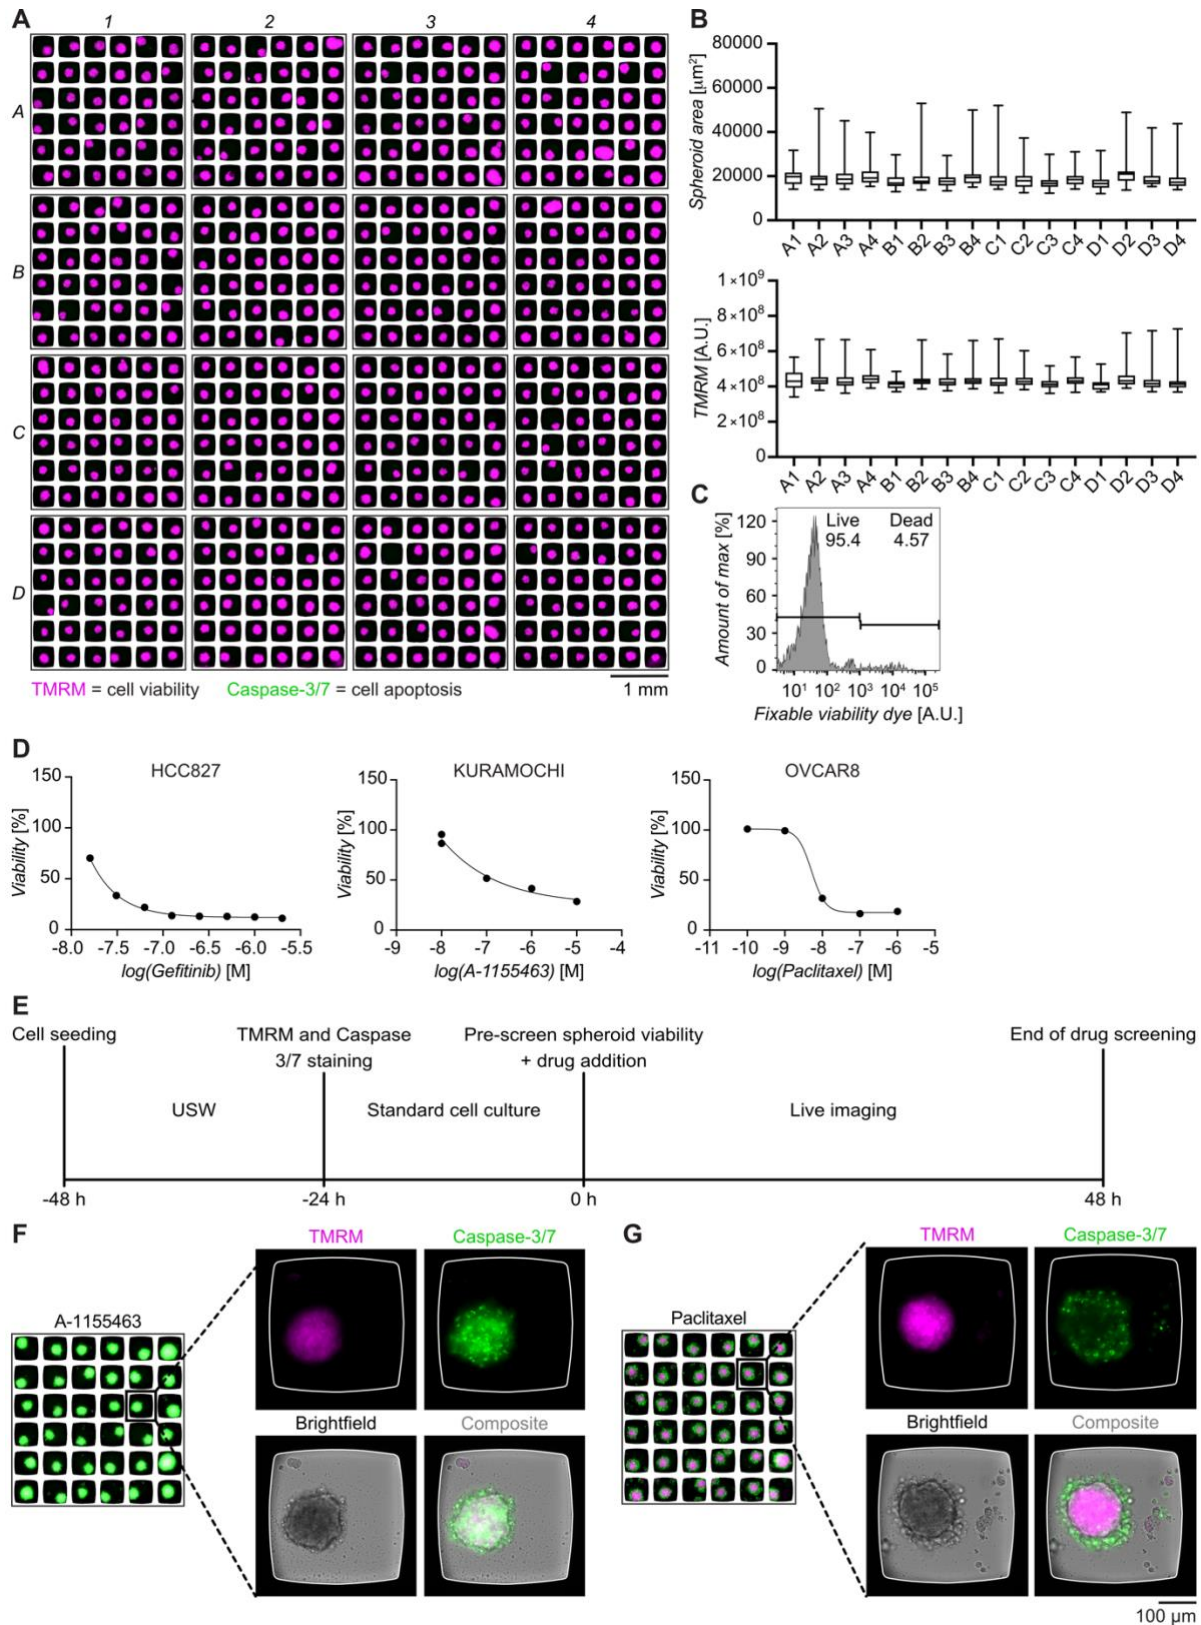 A
1 2 3 4
A
B
C
D
TMRM = cell viability Caspase-3/7 = cell apoptosis
1 mm
B
Spheroid area [µm²]
80000
60000
40000
20000
0
A1 A2 A3 A4 B1 B2 B3 B4 C1 C2 C3 C4 D1 D2 D3 D4
TMRM [A.U.]
1×10⁹
8×10⁸
6×10⁸
4×10⁸
2×10⁸
0
A1 A2 A3 A4 B1 B2 B3 B4 C1 C2 C3 C4 D1 D2 D3 D4
C
Amount of max [%]
120
90
60
30
0
Live Dead
95.4 4.57
10¹ 10² 10³ 10⁴ 10⁵
Fixable viability dye [A.U.]
D
HCC827
Viability [%]
150
100
50
0
-8.0 -7.5 -7.0 -6.5 -6.0 -5.5
log(Gefitinib) [M]
KURAMOCHI
Viability [%]
150
100
50
0
-9 -8 -7 -6 -5 -4
log(A-1155463) [M]
OVCAR8
Viability [%]
150
100
50
0
-11 -10 -9 -8 -7 -6 -5
log(Paclitaxel) [M]
E
Cell seeding
TMRM and Caspase
3/7 staining
Pre-screen spheroid viability
+ drug addition
End of drug screening
USW
Standard cell culture
Live imaging
-48 h -24 h 0 h 48 h
F
A-1155463
TMRM
Caspase-3/7
Brightfield
Composite
G
Paclitaxel
TMRM
Caspase-3/7
Brightfield
Composite
100 µm